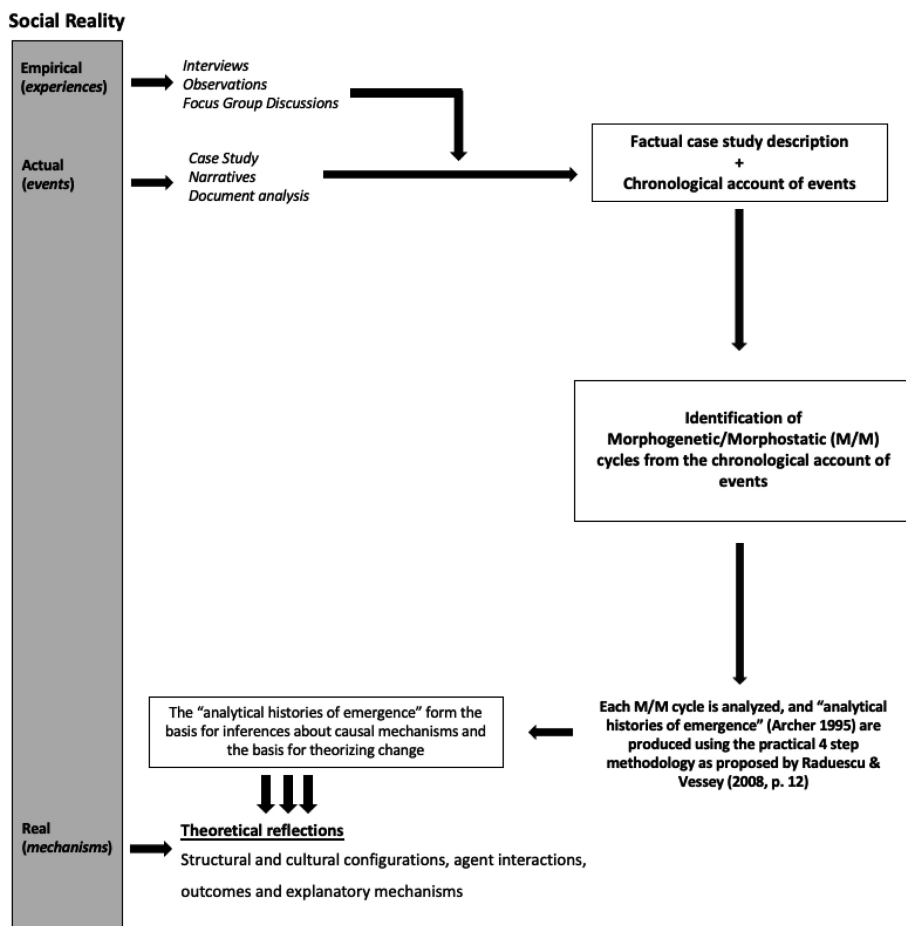 Social Reality
Empirical
(experiences)
Interviews
Observations
Focus Group Discussions
Actual
(events)
Case Study
Narratives
Document analysis
Factual case study description
+
Chronological account of events
Identification of
Morphogenetic/Morphostatic (M/M)
cycles from the chronological account of
events
Each M/M cycle is analyzed, and “analytical
histories of emergence” (Archer 1995) are
produced using the practical 4 step
methodology as proposed by Raduescu &
Vessey (2008, p. 12)
The “analytical histories of emergence” form the
basis for inferences about causal mechanisms and
the basis for theorizing change
Real
(mechanisms)
Theoretical reflections
Structural and cultural configurations, agent interactions,
outcomes and explanatory mechanisms